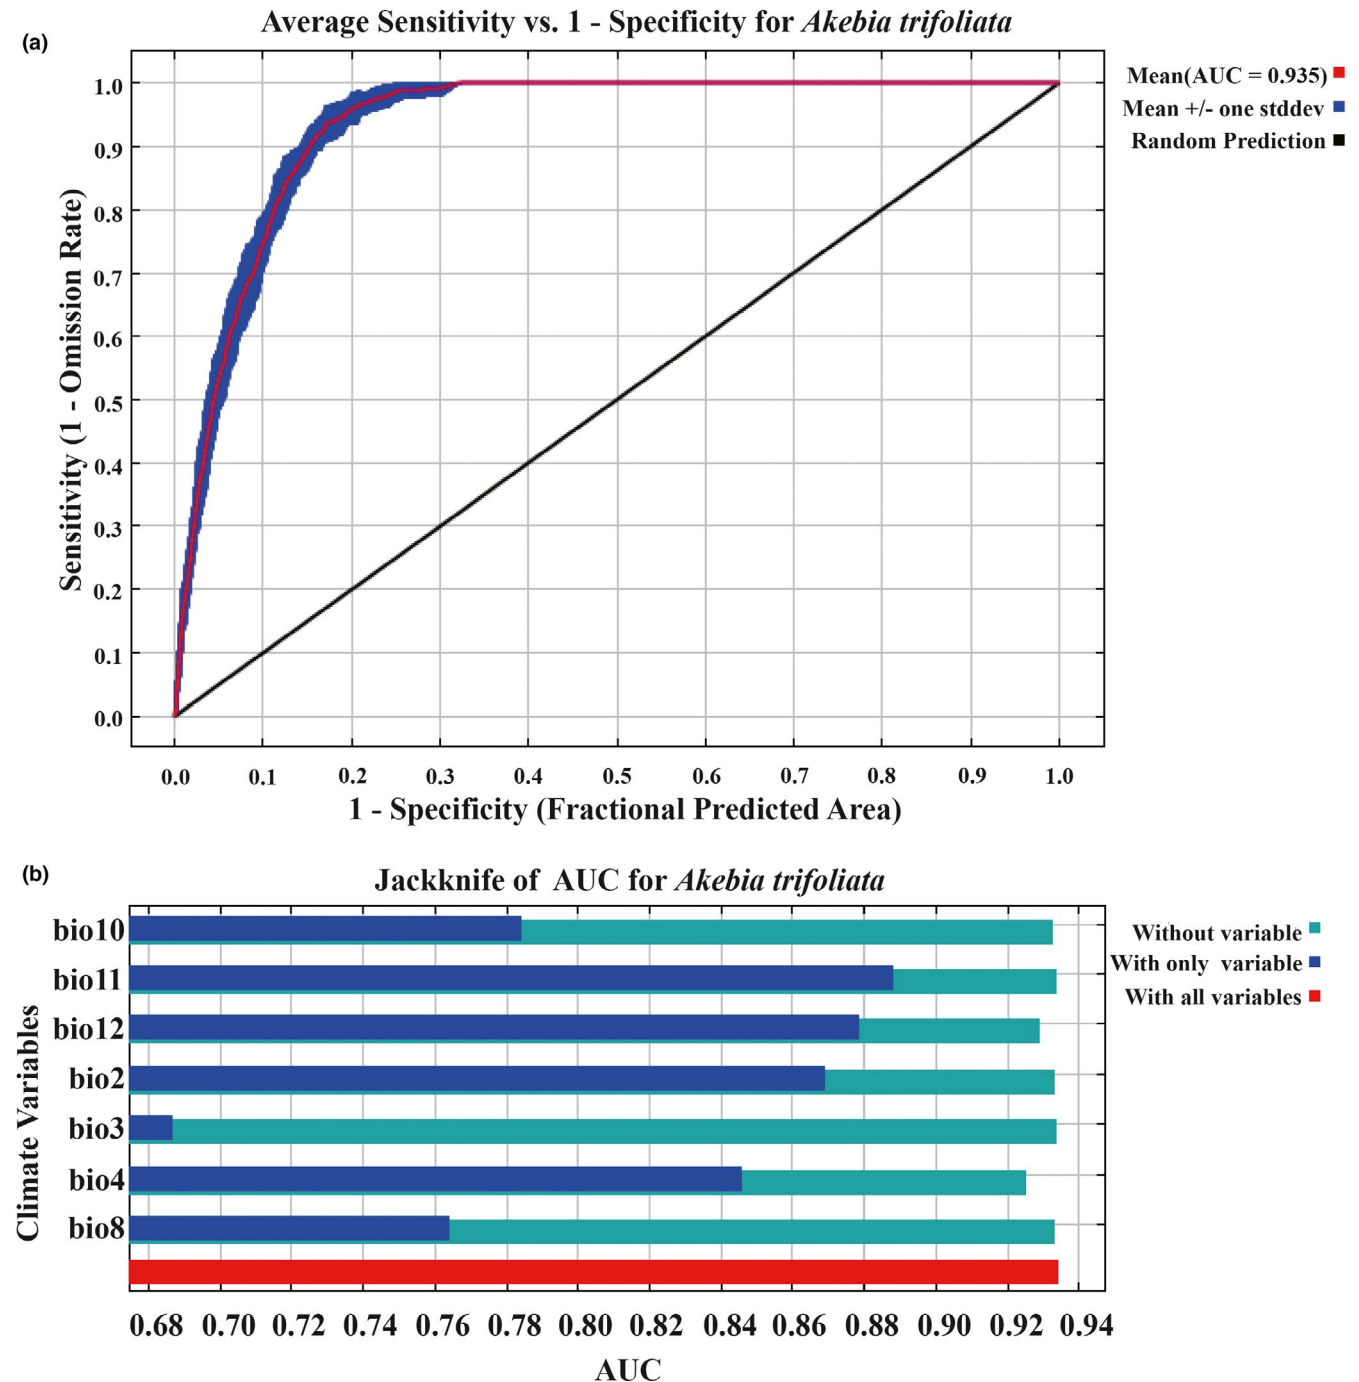 (a)
Average Sensitivity vs. 1 - Specificity for Akebia trifoliata
Mean(AUC = 0.935)
Mean +/- one stddev
Random Prediction
Sensitivity (1 - Omission Rate)
1.0
0.9
0.8
0.7
0.6
0.5
0.4
0.3
0.2
0.1
0.0
0.0 0.1 0.2 0.3 0.4 0.5 0.6 0.7 0.8 0.9 1.0
1 - Specificity (Fractional Predicted Area)
(b)
Jackknife of AUC for Akebia trifoliata
Without variable
With only variable
With all variables
Climate Variables
bio10
bio11
bio12
bio2
bio3
bio4
bio8
0.68 0.70 0.72 0.74 0.76 0.78 0.80 0.82 0.84 0.86 0.88 0.90 0.92 0.94
AUC